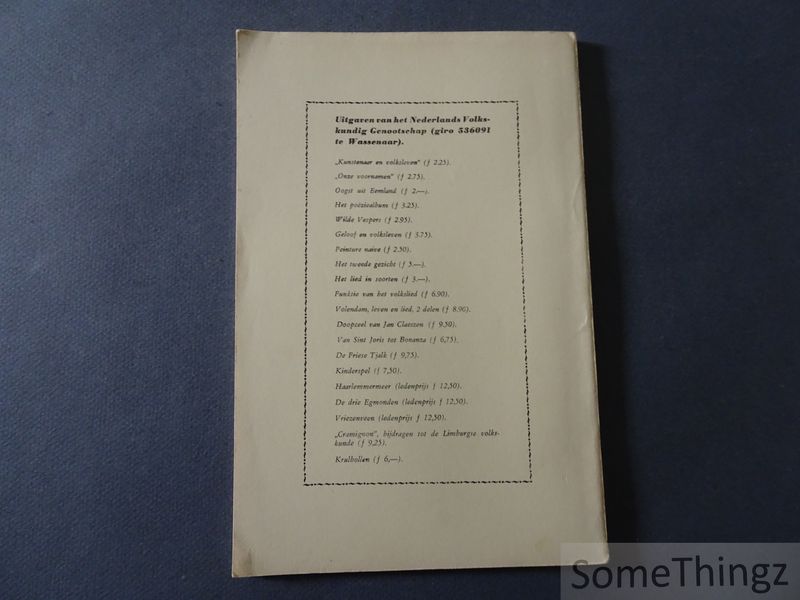 Uitgaven van het Nederlands Volks-
kundig Genootschap (giro 536091
te Wassenaar).
„Kunstenaar en volksleven" (f 2.25).
„Onze voornamen" (f 2.75).
Oogst uit Eemland (f 2.—).
Het poëziealbum (f 3.25).
Wilde Vespers (f 2.95).
Geloof en volksleven (f 3.75).
Peinture naïve (f 2.50).
Het tweede gezicht (f 5.—).
Het lied in soorten (f 3.—).
Funktie van het volkslied (f 6.90).
Volendam, leven en lied, 2 delen (f 8.90).
Doopceel van Jan Claeszen (f 9.50).
Van Sint Joris tot Bonanza (f 6,75).
De Friese Tjalk (f 9,75).
Kinderspel (f 7,50).
Haarlemmermeer (ledenprijs f 12,50).
De drie Egmonden (ledenprijs f 12,50).
Vriezenveen (ledenprijs f 12,50).
„Cramignon", bijdragen tot de Limburgse volks-
kunde (f 9,25).
Krulbollen (f 6,—).
SomeThingz